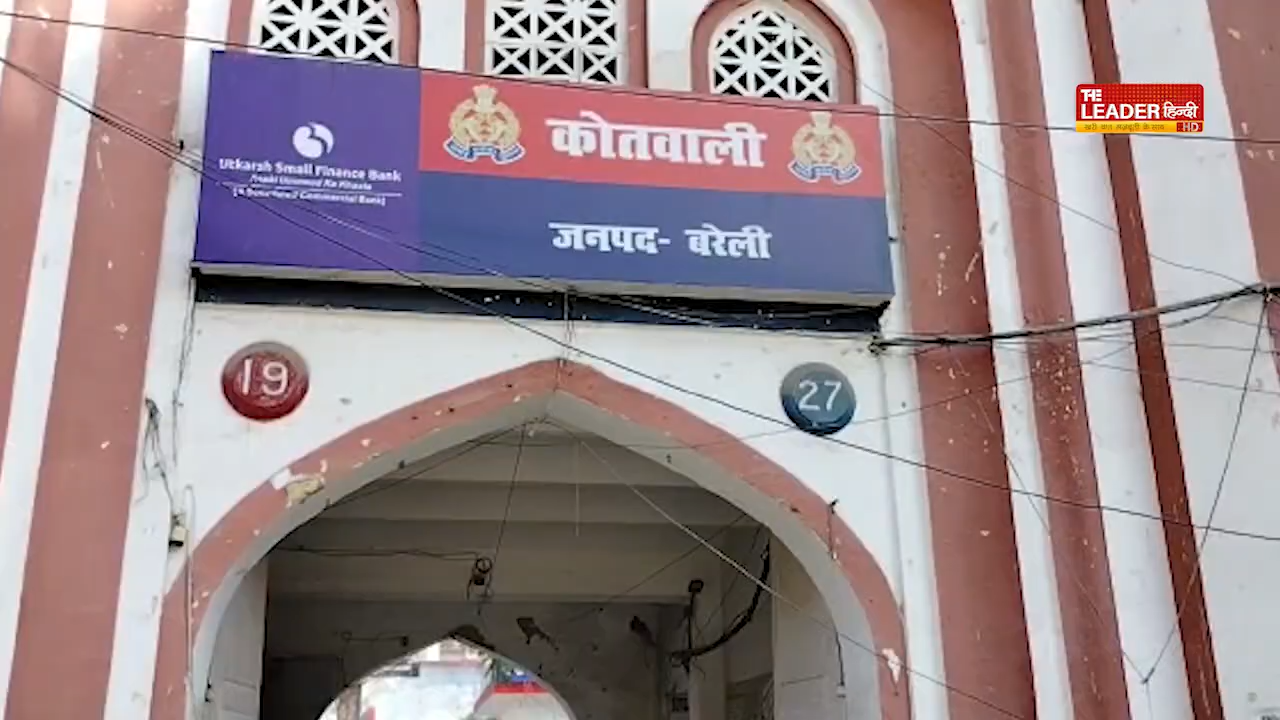 कोतवाली
जनपद- बरेली
Utkarsh Small Finance Bank
19
27
THE
LEADER हिन्दी
HD